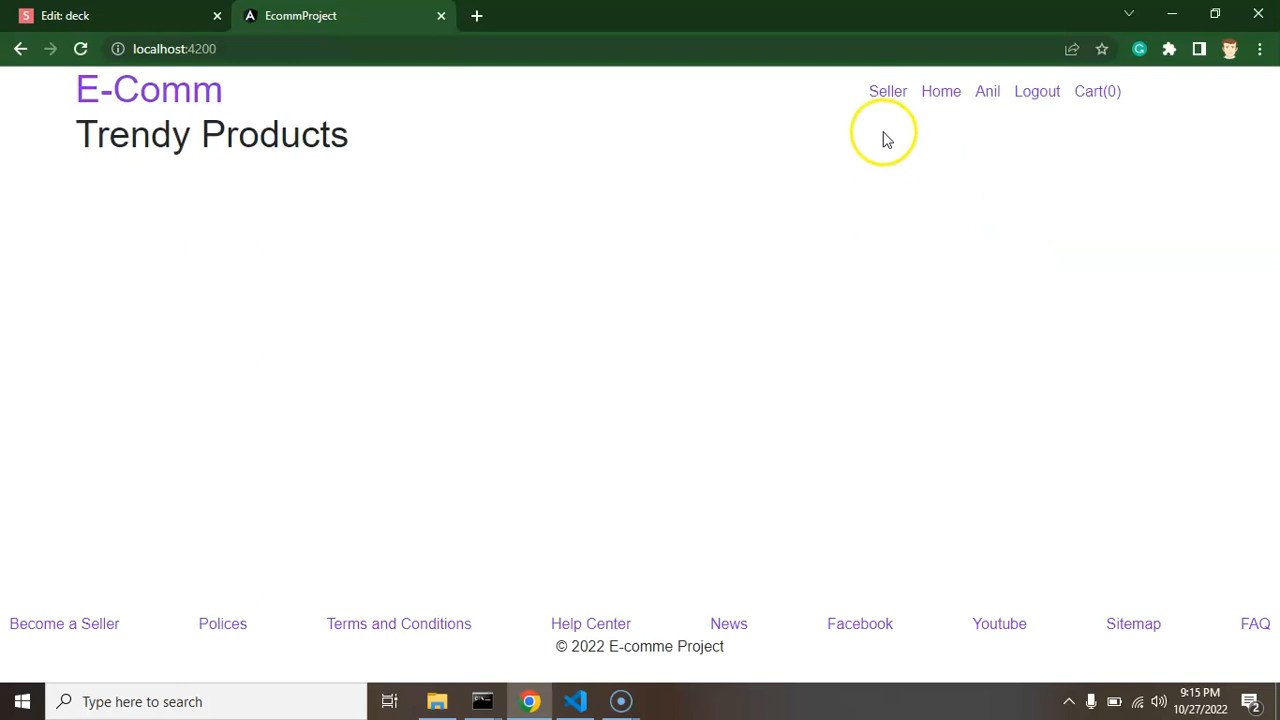 Edit: deck
EcommProject
localhost:4200
E-Comm
Seller Home Anil Logout Cart(0)
Trendy Products
Become a Seller Polices Terms and Conditions Help Center News Facebook Youtube Sitemap FAQ
© 2022 E-comme Project
Type here to search
9:15 PM
10/27/2022
2